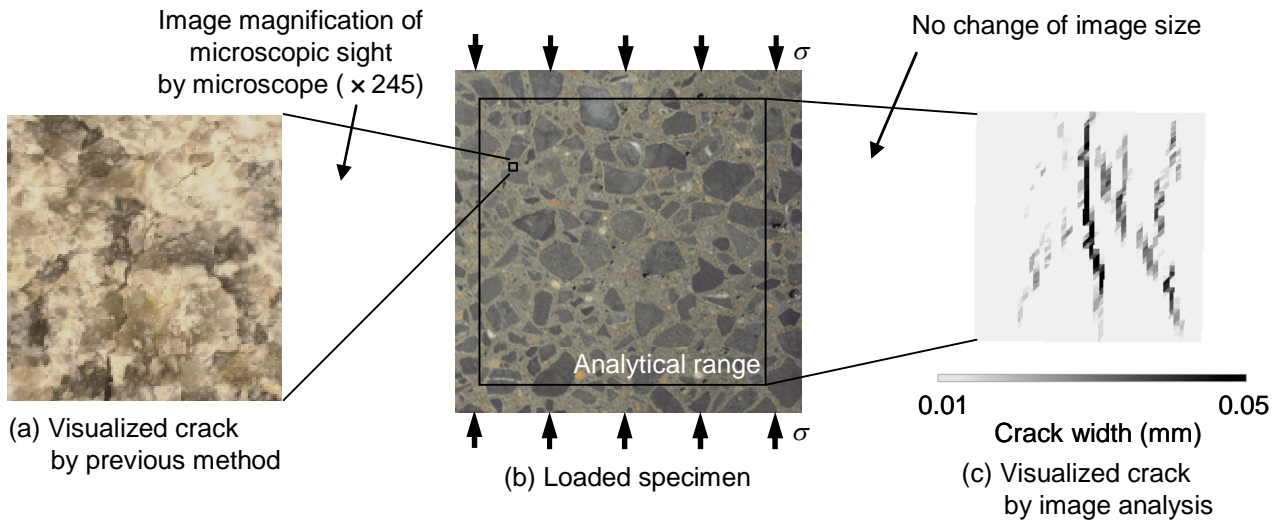 Image magnification of
microscopic sight
by microscope ( × 245)
σ
No change of image size
Analytical range
σ
0.01
0.05
Crack width (mm)
(a) Visualized crack
by previous method
(b) Loaded specimen
(c) Visualized crack
by image analysis